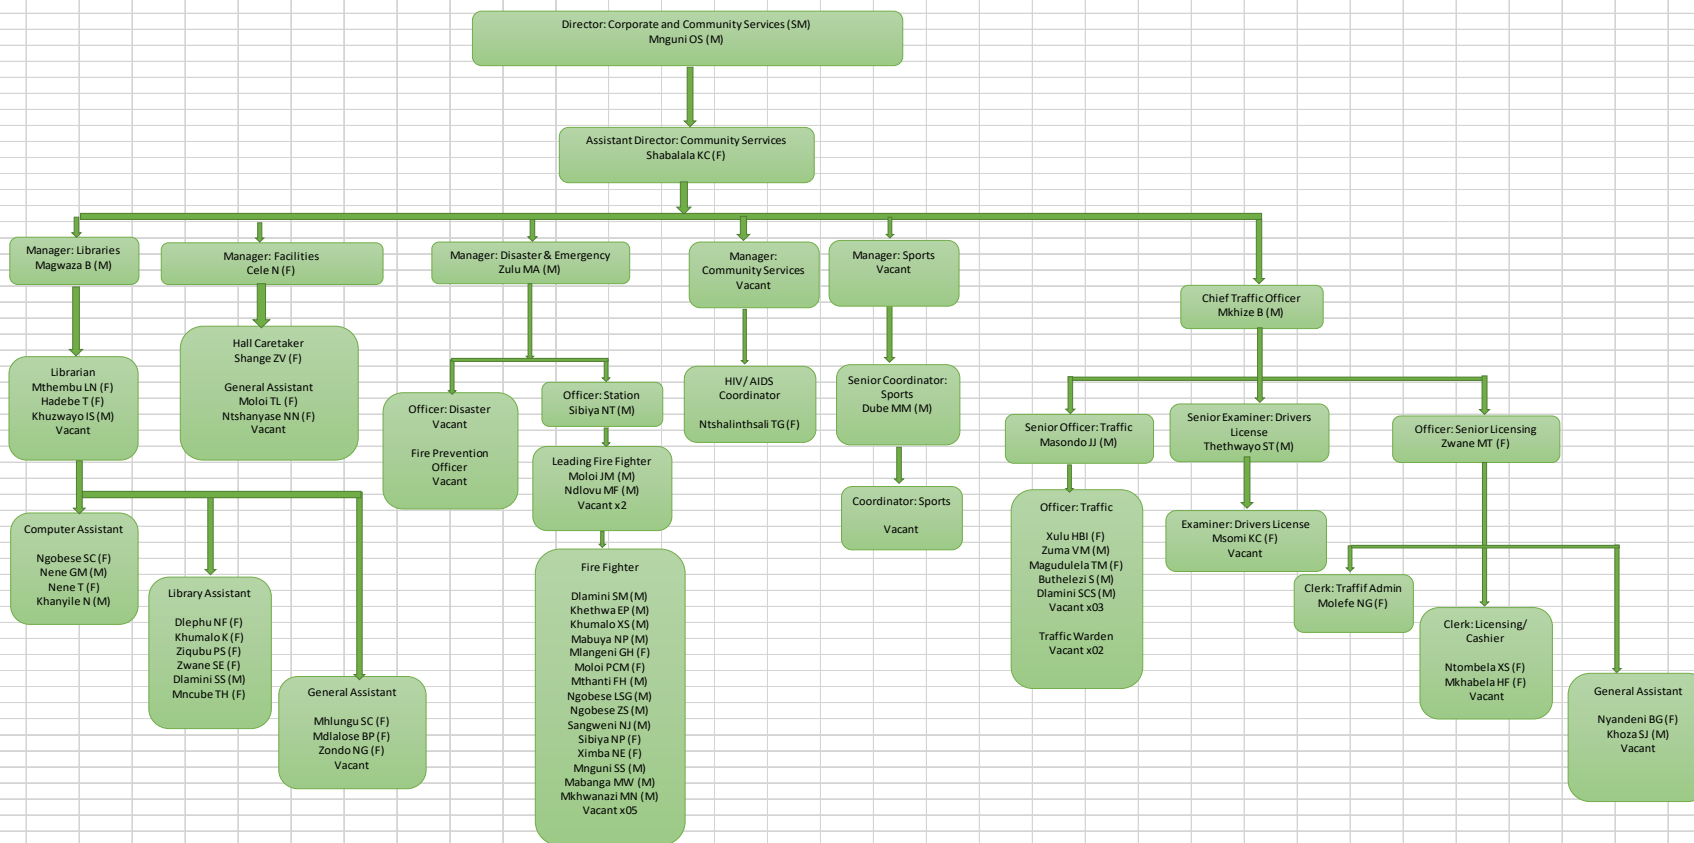 Director: Corporate and Community Services (SM)
Mnguni OS (M)
Assistant Director: Community Serrvices
Shabalala KC (F)
Manager: Libraries
Magwaza B (M)
Manager: Facilities
Cele N (F)
Manager: Disaster & Emergency
Zulu MA (M)
Manager:
Community Services
Vacant
Manager: Sports
Vacant
Chief Traffic Officer
Mkhize B (M)
Librarian
Mthembu LN (F)
Hadebe T (F)
Khuzwayo IS (M)
Vacant
Hall Caretaker
Shange ZV (F)
General Assistant
Moloi TL (F)
Ntshanyase NN (F)
Vacant
Officer: Disaster
Vacant
Fire Prevention
Officer
Vacant
Officer: Station
Sibiya NT (M)
Leading Fire Fighter
Moloi JM (M)
Ndlovu MF (M)
Vacant x2
HIV/ AIDS
Coordinator
Ntshalinthsali TG (F)
Senior Coordinator:
Sports
Dube MM (M)
Coordinator: Sports
Vacant
Senior Officer: Traffic
Masondo JJ (M)
Senior Examiner: Drivers
License
Thethwayo ST (M)
Officer: Senior Licensing
Zwane MT (F)
Computer Assistant
Ngobese SC (F)
Nene GM (M)
Nene T (F)
Khanyile N (M)
Library Assistant
Dlephu NF (F)
Khumalo K (F)
Ziqubu PS (F)
Zwane SE (F)
Dlamini SS (M)
Mncube TH (F)
General Assistant
Mhlungu SC (F)
Mdlalose BP (F)
Zondo NG (F)
Vacant
Fire Fighter
Dlamini SM (M)
Khethwa EP (M)
Khumalo XS (M)
Mabuya NP (M)
Mlangeni GH (F)
Moloi PCM (F)
Mthanti FH (M)
Ngobese LSG (M)
Ngobese ZS (M)
Sangweni NJ (M)
Sibiya NP (F)
Ximba NE (F)
Mnguni SS (M)
Mabanga MW (M)
Mkhwanazi MN (M)
Vacant x05
Officer: Traffic
Xulu HBI (F)
Zuma VM (M)
Magudulela TM (F)
Buthelezi S (M)
Dlamini SCS (M)
Vacant x03
Traffic Warden
Vacant x02
Examiner: Drivers License
Msomi KC (F)
Vacant
Clerk: Traffif Admin
Molefe NG (F)
Clerk: Licensing/
Cashier
Ntombela XS (F)
Mkhabela HF (F)
Vacant
General Assistant
Nyandeni BG (F)
Khoza SJ (M)
Vacant